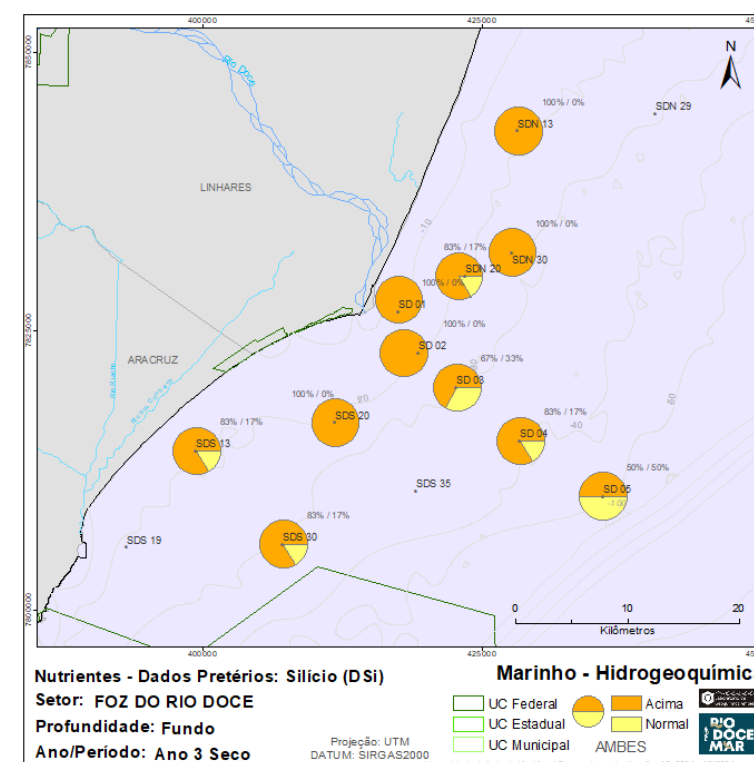 400000
425000
7850000
N
Rio Doce
100% / 0%
SDN 13
SDN 29
LINHARES
-10
100% / 0%
83% / 17%
SDN 30
SDN 20
100% / 0%
SD 01
7825000
100% / 0%
SD 02
ARACRUZ
67% / 33%
SD 03
60
100% / 0%
20
SDS 20
-40
83% / 17%
SDS 13
83% / 17%
SD 04
50% / 50%
SDS 35
SD 05
83% / 17%
SDS 30
SDS 19
7800000
0 10 20
Kilômetros
400000
425000
Nutrientes - Dados Pretérios: Silício (DSi)
Setor: FOZ DO RIO DOCE
Profundidade: Fundo
Ano/Período: Ano 3 Seco
Projeção: UTM
DATUM: SIRGAS2000
Marinho - Hidrogeoquímic
UC Federal
UC Estadual
UC Municipal
Acima
Normal
AMBES
RIO
DOCE
MAR